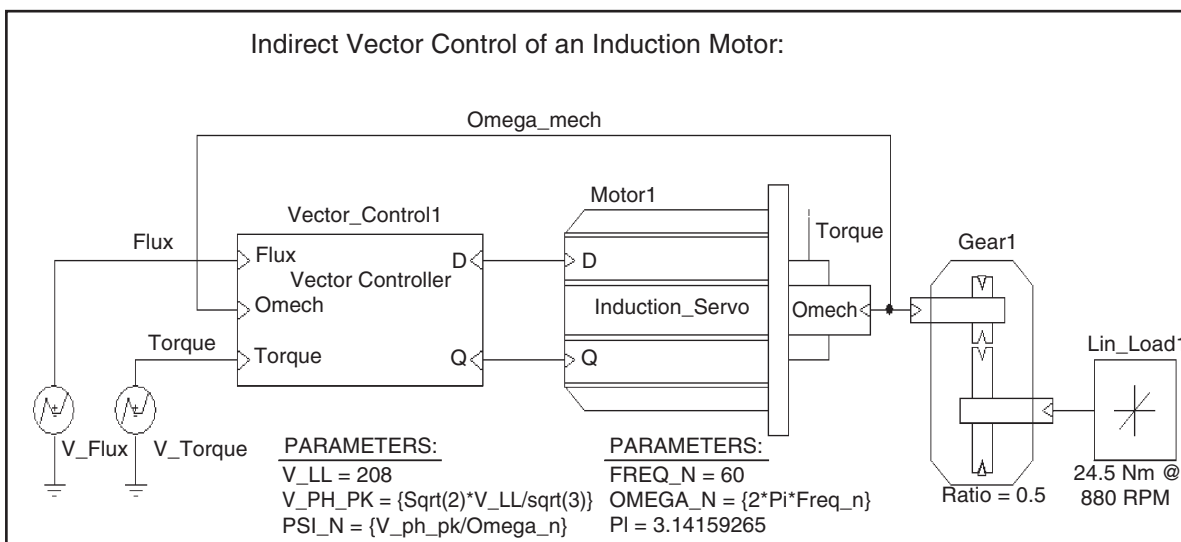 Indirect Vector Control of an Induction Motor:
Omega_mech
Motor1
Vector_Control1
Torque
Gear1
Flux
Flux
D
D
Vector Controller
Omech
Induction_Servo
Omech
Torque
Torque
Q
Q
Lin_Load1
V_Flux
V_Torque
PARAMETERS:
V_LL = 208
V_PH_PK = {Sqrt(2)*V_LL/sqrt(3)}
PSI_N = {V_ph_pk/Omega_n}
PARAMETERS:
FREQ_N = 60
OMEGA_N = {2*Pi*Freq_n}
PI = 3.14159265
Ratio = 0.5
24.5 Nm @
880 RPM